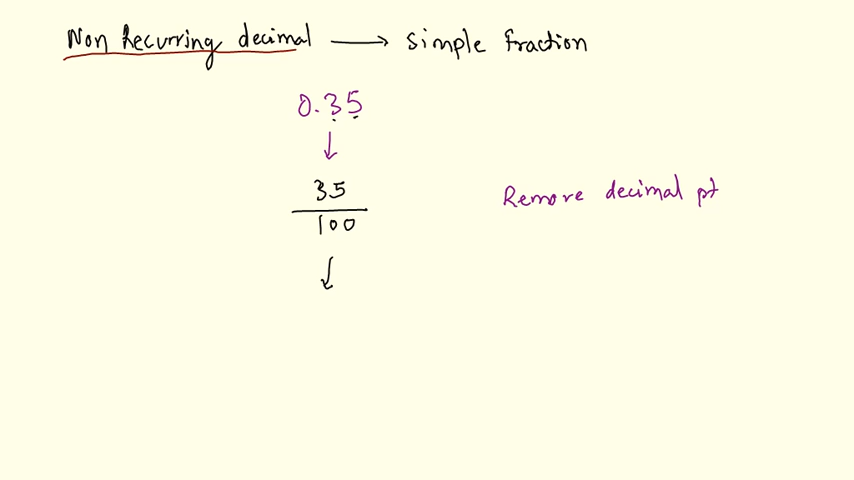 Non Recurring decimal ⟶ Simple fraction
0.35
↓
35
100
Remove decimal pt
↓